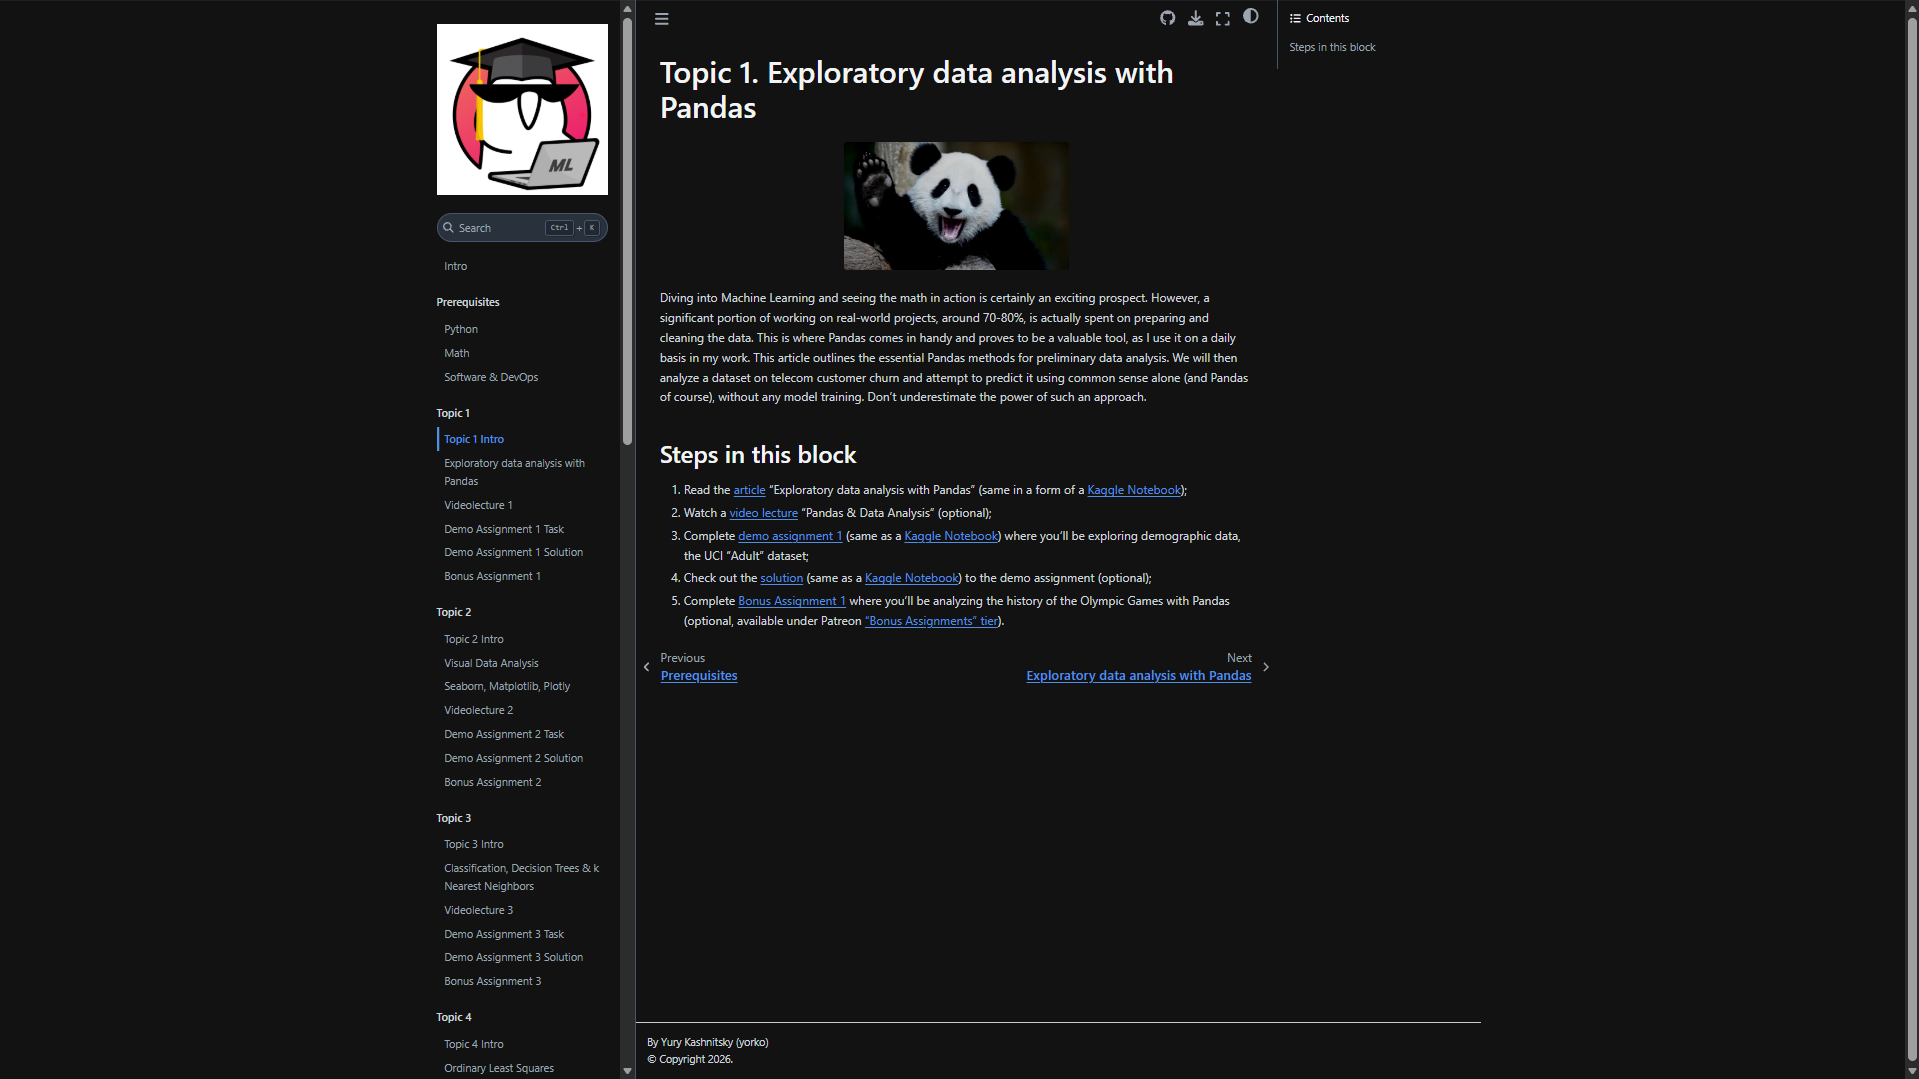 ML
Search
Ctrl + K
Intro
Prerequisites
Python
Math
Software & DevOps
Topic 1
Topic 1 Intro
Exploratory data analysis with
Pandas
Videolecture 1
Demo Assignment 1 Task
Demo Assignment 1 Solution
Bonus Assignment 1
Topic 2
Topic 2 Intro
Visual Data Analysis
Seaborn, Matplotlib, Plotly
Videolecture 2
Demo Assignment 2 Task
Demo Assignment 2 Solution
Bonus Assignment 2
Topic 3
Topic 3 Intro
Classification, Decision Trees & k
Nearest Neighbors
Videolecture 3
Demo Assignment 3 Task
Demo Assignment 3 Solution
Bonus Assignment 3
Topic 4
Topic 4 Intro
Ordinary Least Squares
Topic 1. Exploratory data analysis with
Pandas
Diving into Machine Learning and seeing the math in action is certainly an exciting prospect. However, a
significant portion of working on real-world projects, around 70-80%, is actually spent on preparing and
cleaning the data. This is where Pandas comes in handy and proves to be a valuable tool, as I use it on a daily
basis in my work. This article outlines the essential Pandas methods for preliminary data analysis. We will then
analyze a dataset on telecom customer churn and attempt to predict it using common sense alone (and Pandas
of course), without any model training. Don’t underestimate the power of such an approach.
Steps in this block
1. Read the article “Exploratory data analysis with Pandas” (same in a form of a Kaggle Notebook);
2. Watch a video lecture “Pandas & Data Analysis” (optional);
3. Complete demo assignment 1 (same as a Kaggle Notebook) where you’ll be exploring demographic data,
the UCI “Adult” dataset;
4. Check out the solution (same as a Kaggle Notebook) to the demo assignment (optional);
5. Complete Bonus Assignment 1 where you’ll be analyzing the history of the Olympic Games with Pandas
(optional, available under Patreon “Bonus Assignments” tier).
Previous
Prerequisites
Next
Exploratory data analysis with Pandas
By Yury Kashnitsky (yorko)
© Copyright 2026.
Contents
Steps in this block